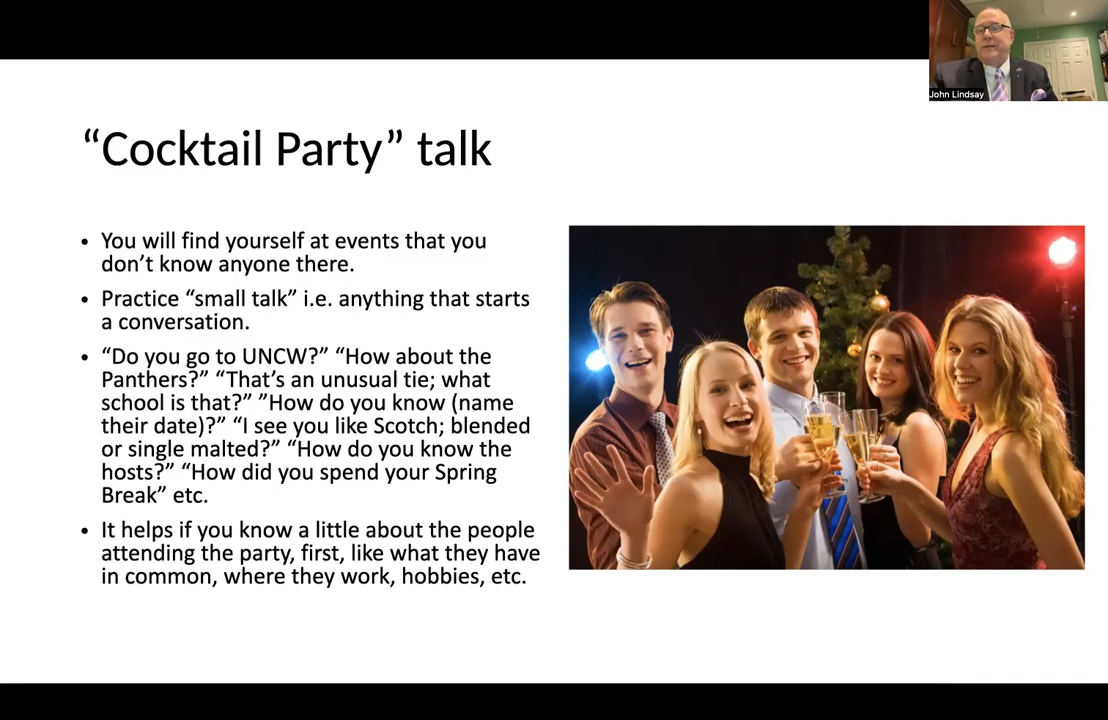 John Lindsay
“Cocktail Party” talk
• You will find yourself at events that you
don’t know anyone there.
• Practice “small talk” i.e. anything that starts
a conversation.
• “Do you go to UNCW?” “How about the
Panthers?” “That’s an unusual tie; what
school is that?” ”How do you know (name
their date)?” “I see you like Scotch; blended
or single malted?” “How do you know the
hosts?” “How did you spend your Spring
Break” etc.
• It helps if you know a little about the people
attending the party, first, like what they have
in common, where they work, hobbies, etc.